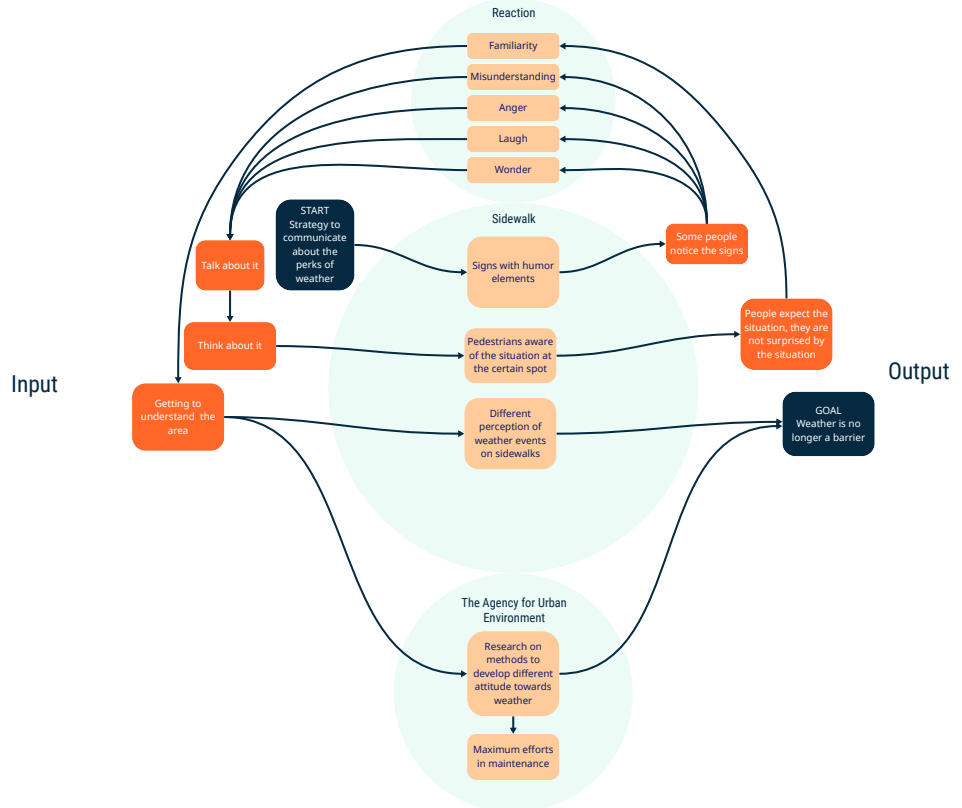 Reaction
Familiarity
Misunderstanding
Anger
Laugh
Wonder
START
Strategy to
communicate
about the
perks of
weather
Sidewalk
Signs with humor
elements
Some people
notice the signs
Talk about it
Think about it
Pedestrians aware
of the situation at
the certain spot
People expect the
situation, they are
not surprised by
the situation
Input
Output
Getting to
understand  the
area
Different
perception of
weather events
on sidewalks
GOAL
Weather is no
longer a barrier
The Agency for Urban
Environment
Research on
methods to
develop different
attitude towards
weather
Maximum efforts
in maintenance